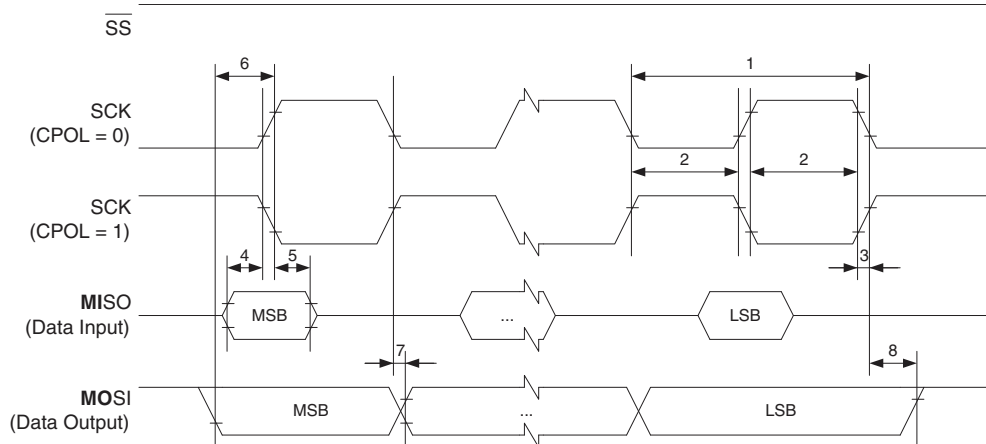 SS
6
1
SCK
(CPOL = 0)
2
2
SCK
(CPOL = 1)
4
5
3
MISO
(Data Input)
MSB
...
LSB
7
8
MOSI
(Data Output)
MSB
...
LSB